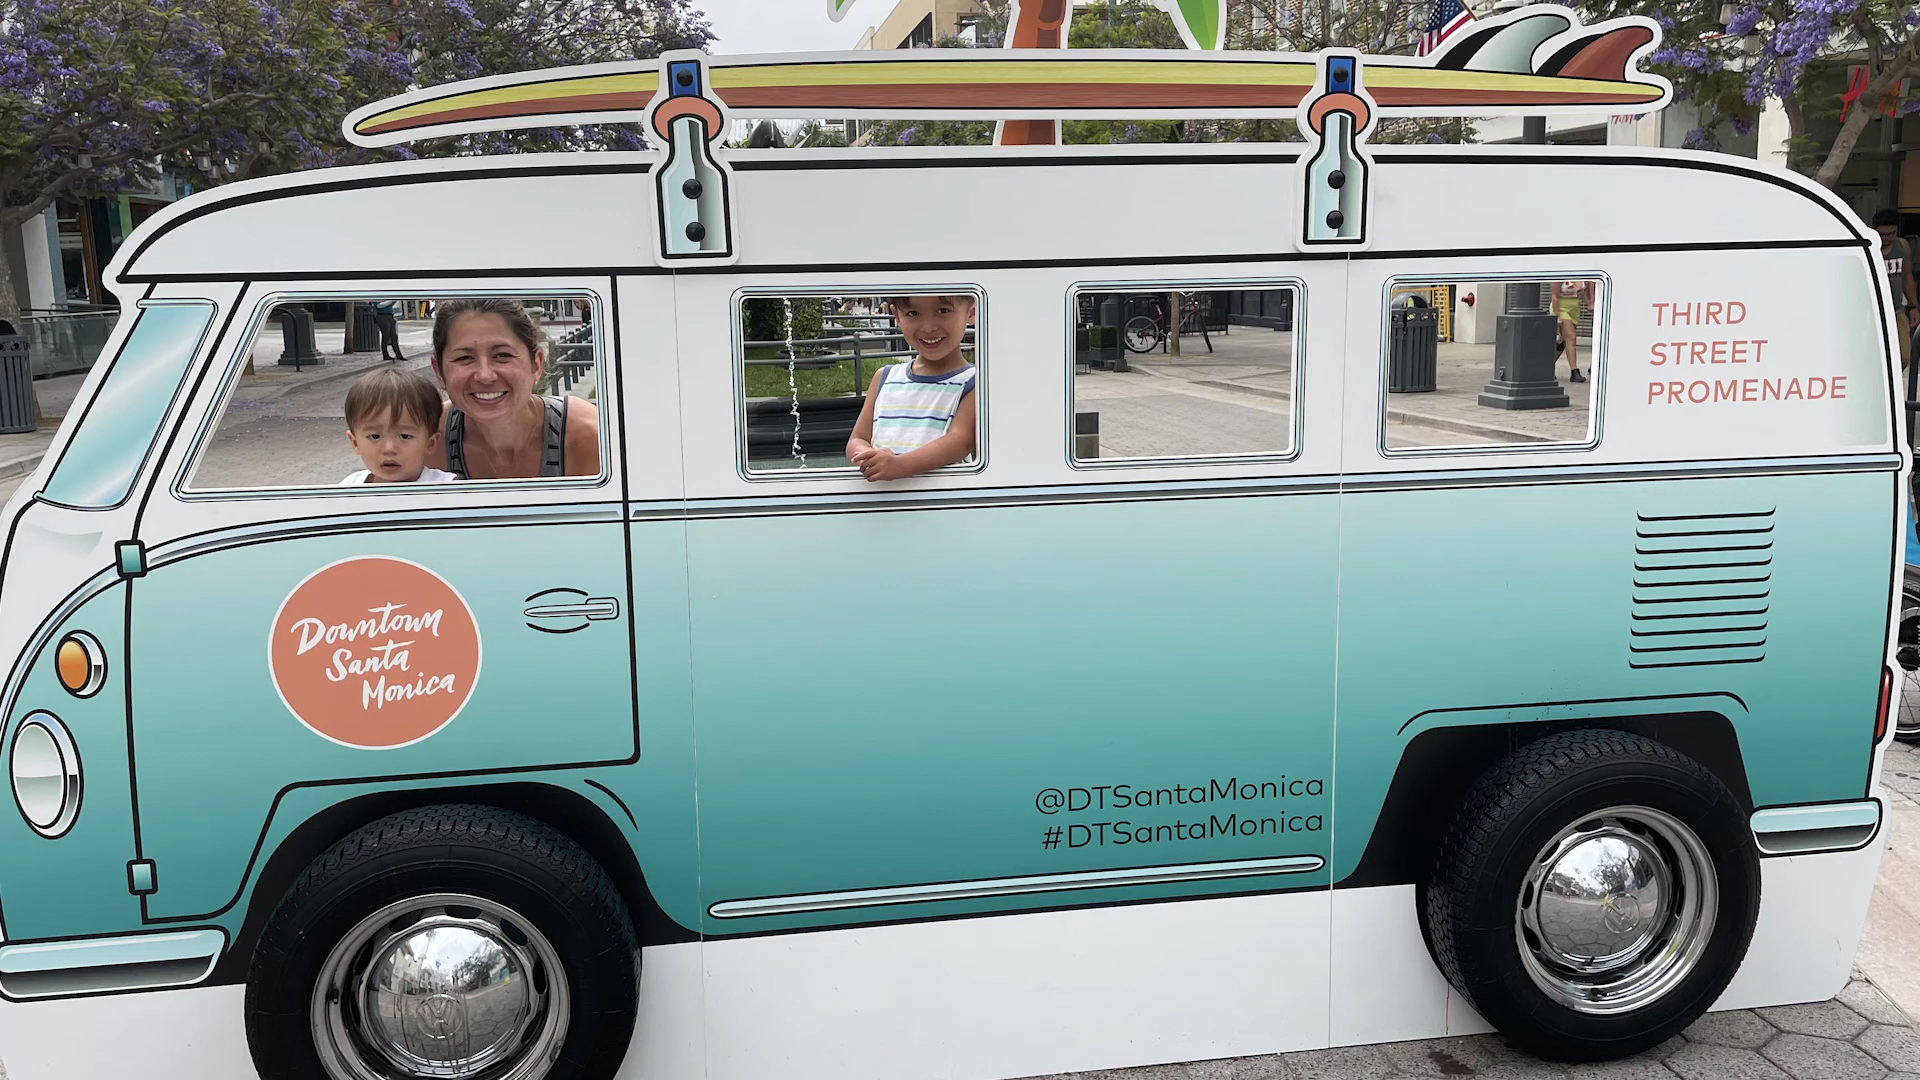 THIRD
STREET
PROMENADE
Downtown
Santa
Monica
@DTSantaMonica
#DTSantaMonica